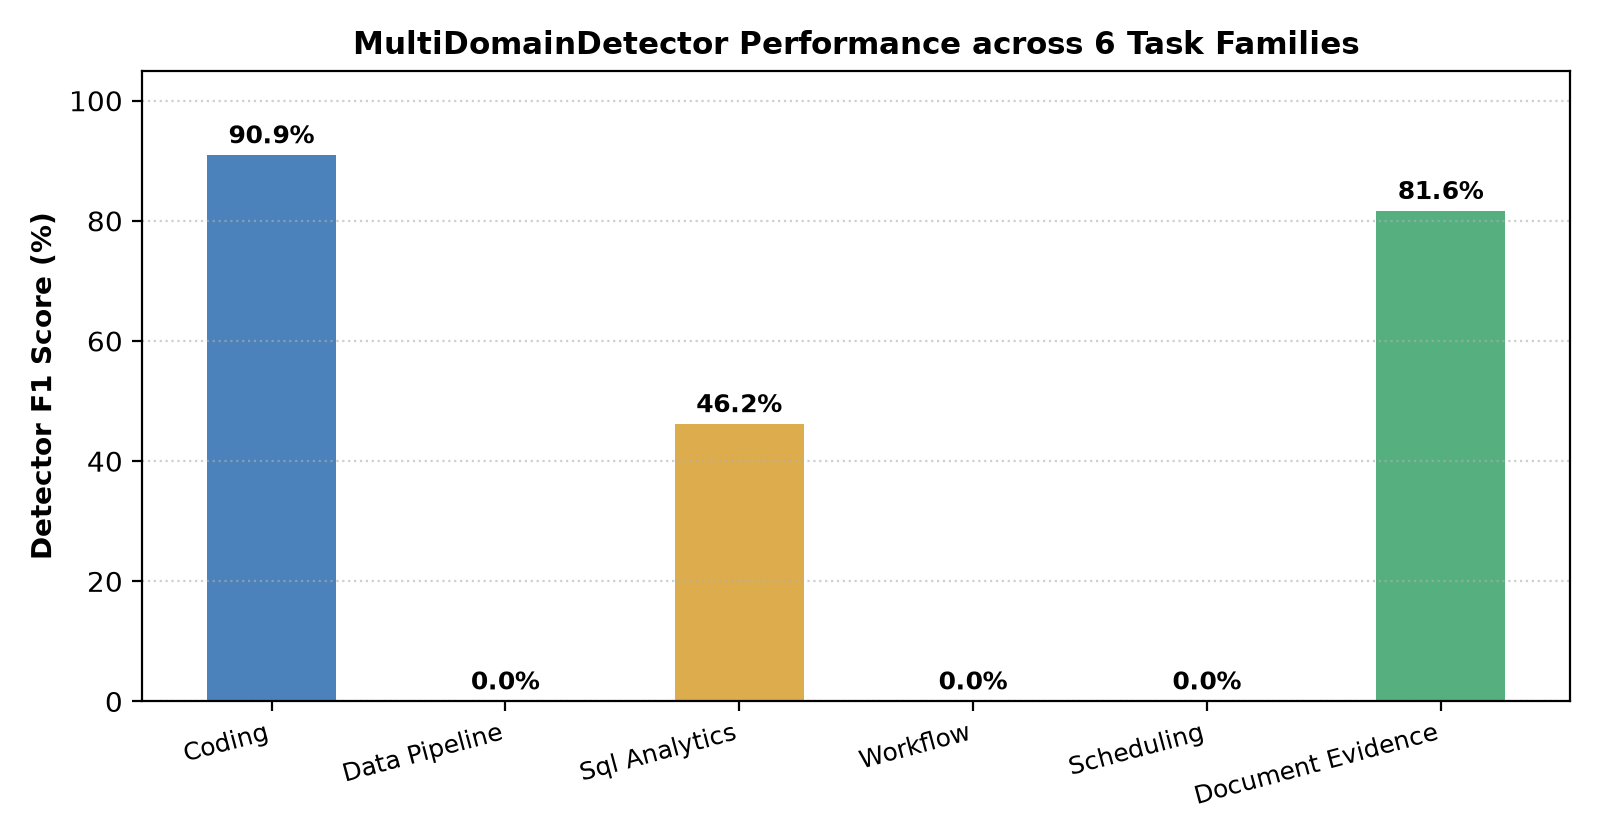 MultiDomainDetector Performance across 6 Task Families
Detector F1 Score (%)
100
80
60
40
20
0
90.9%
0.0%
46.2%
0.0%
0.0%
81.6%
Coding
Data Pipeline
Sql Analytics
Workflow
Scheduling
Document Evidence